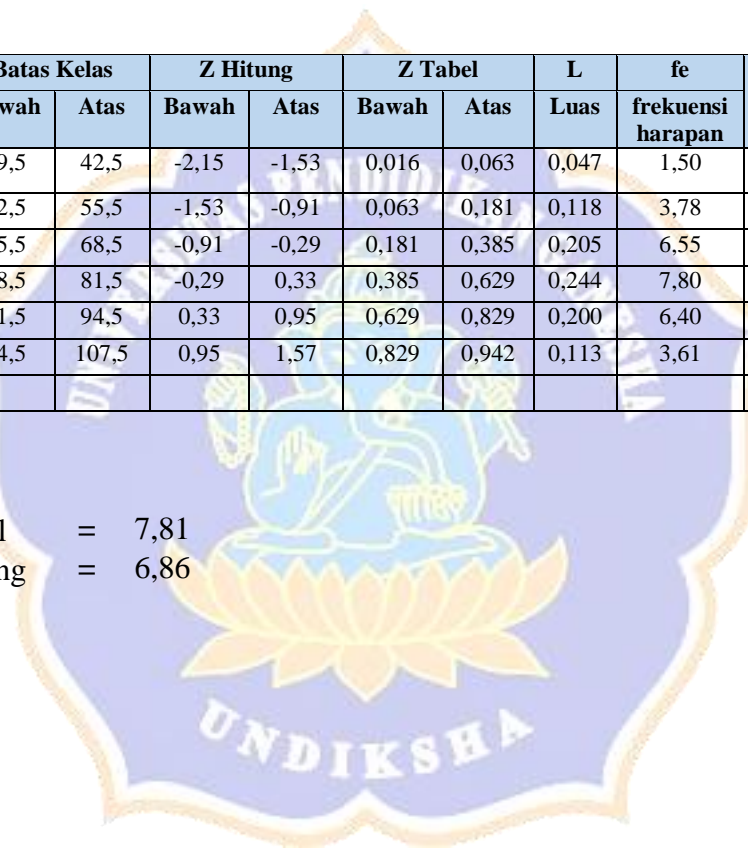 Batas Kelas Z Hitung Z Tabel L fe
wah Atas Bawah Atas Bawah Atas Luas frekuensi
harapan
9,5 42,5 -2,15 -1,53 0,016 0,063 0,047 1,50
2,5 55,5 -1,53 -0,91 0,063 0,181 0,118 3,78
5,5 68,5 -0,91 -0,29 0,181 0,385 0,205 6,55
8,5 81,5 -0,29 0,33 0,385 0,629 0,244 7,80
1,5 94,5 0,33 0,95 0,629 0,829 0,200 6,40
4,5 107,5 0,95 1,57 0,829 0,942 0,113 3,61
l = 7,81
ng = 6,86
UNIVERSITAS PENDIDIKAN GANESHA
UNDIKSHA